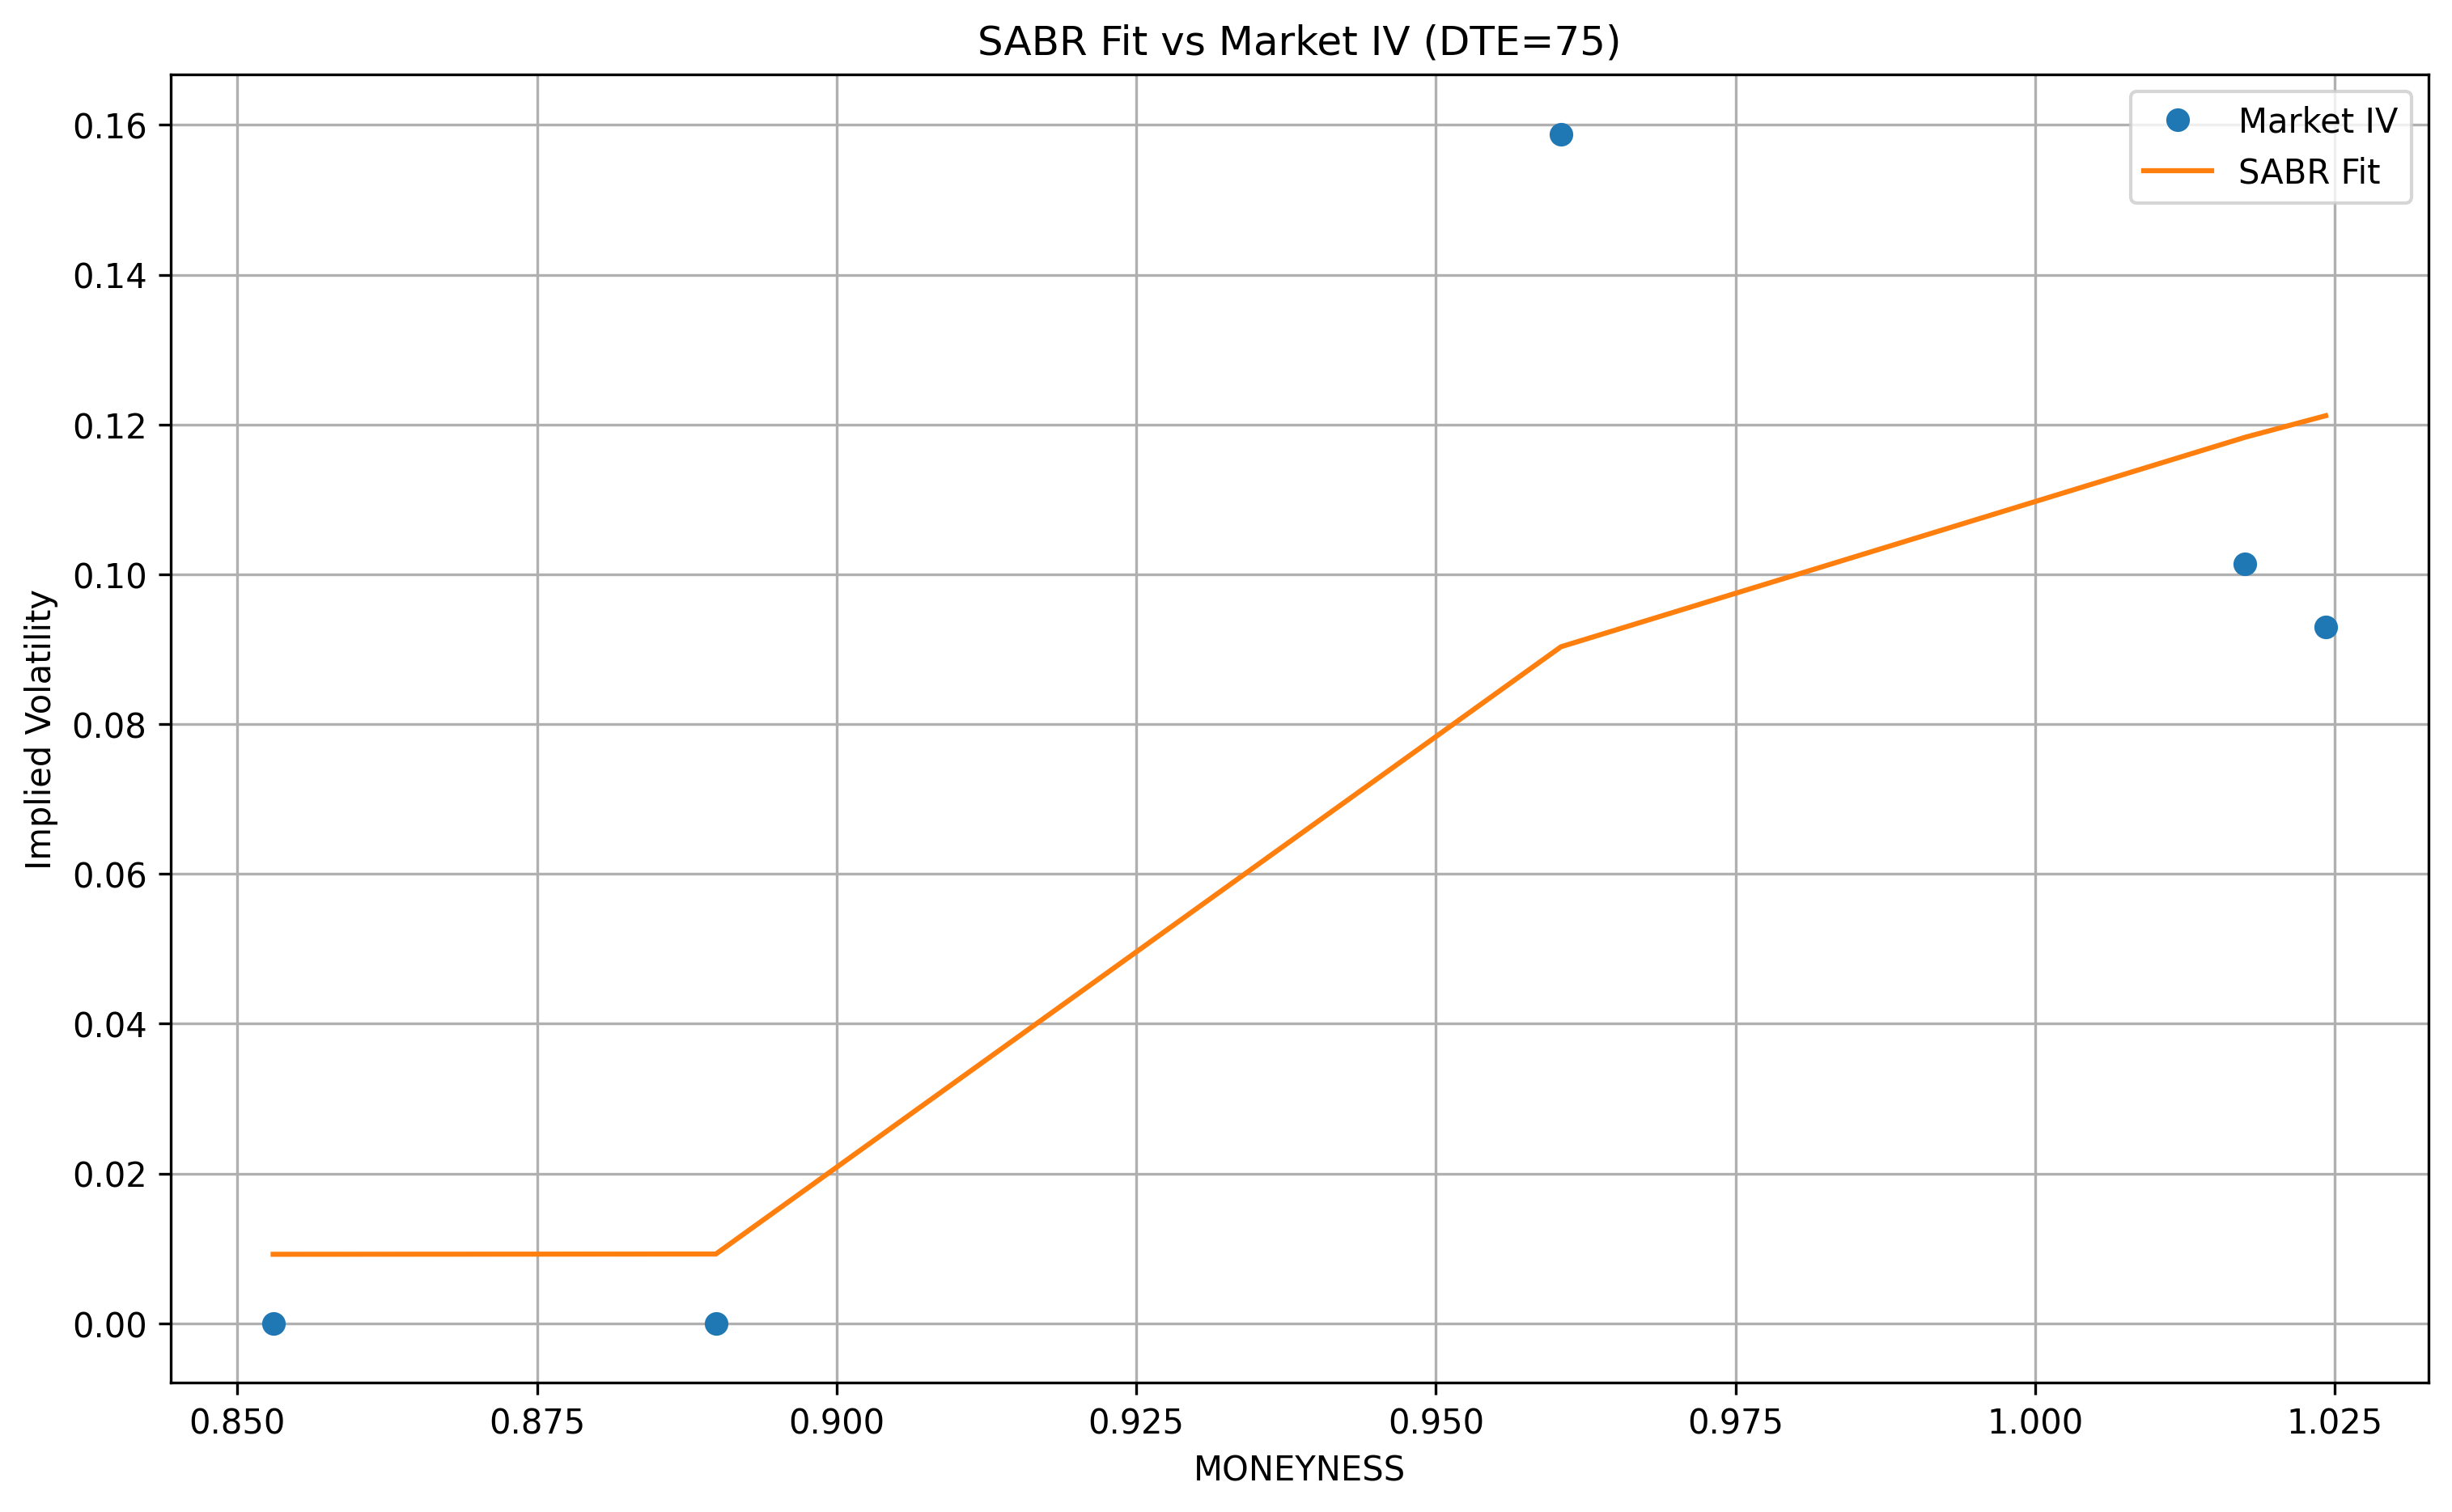 SABR Fit vs Market IV (DTE=75)
Market IV
SABR Fit
0.16
0.14
0.12
0.10
0.08
0.06
0.04
0.02
0.00
Implied Volatility
0.850 0.875 0.900 0.925 0.950 0.975 1.000 1.025
MONEYNESS